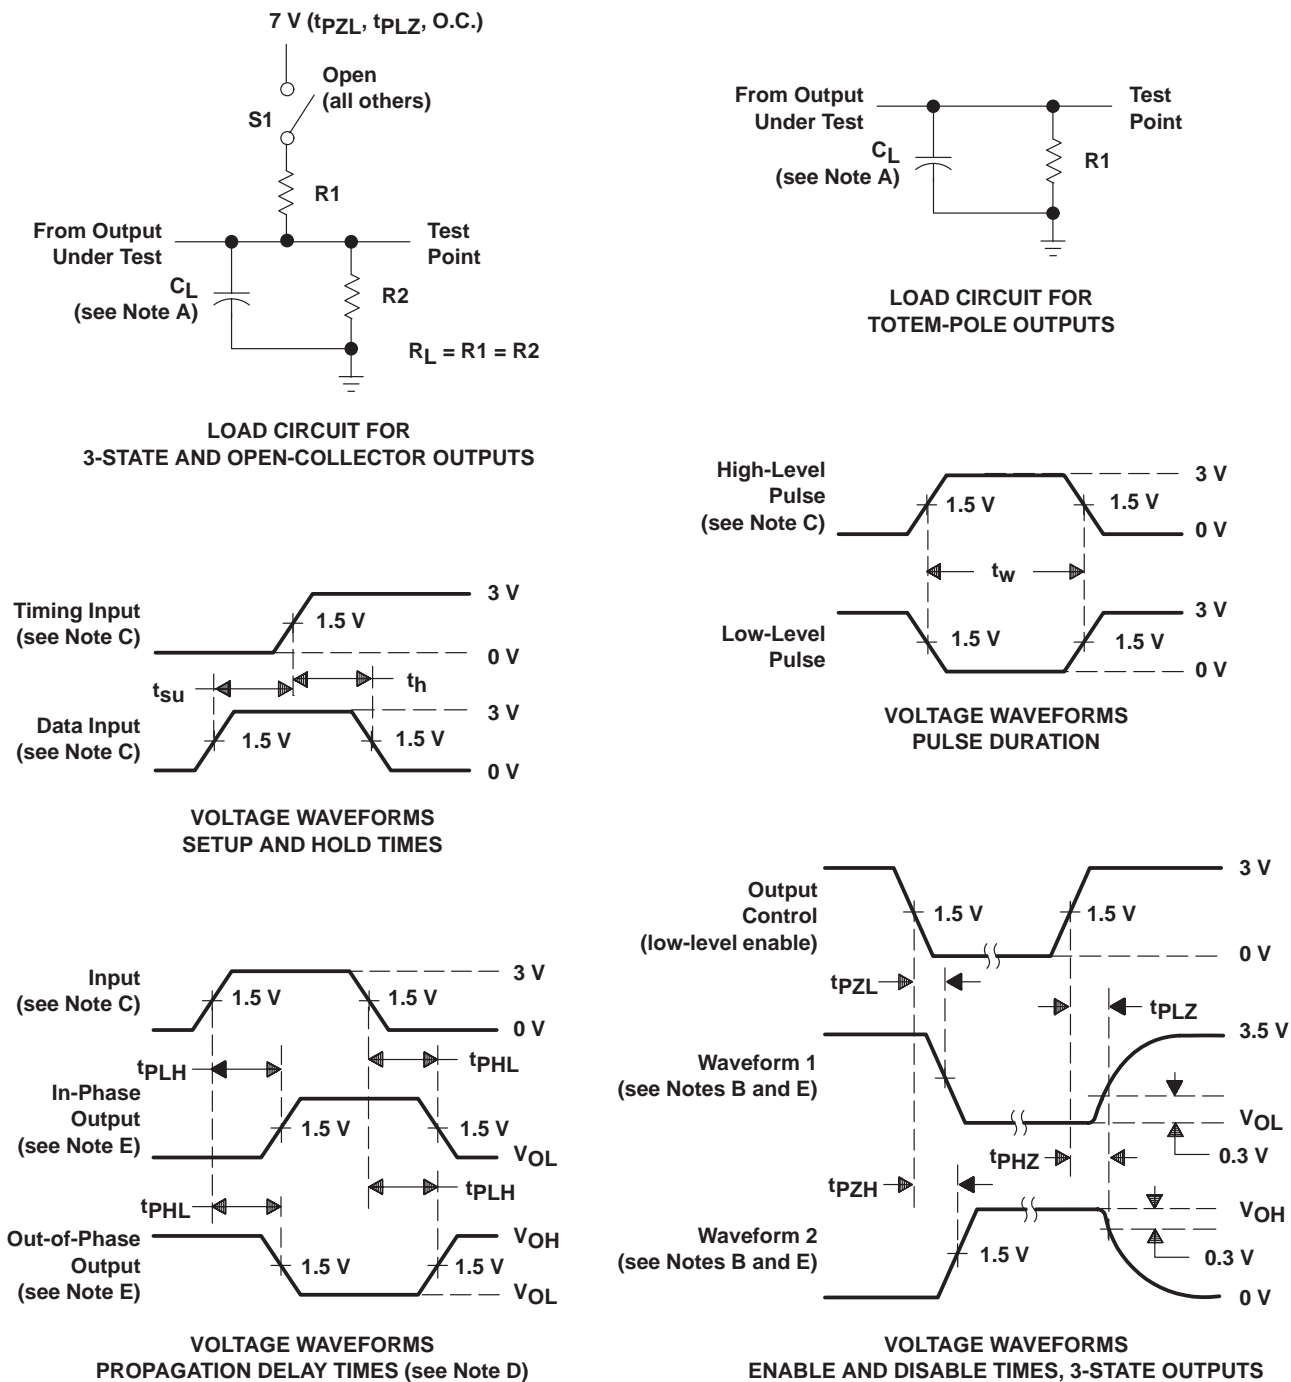 7 V (tPZL, tPLZ, O.C.)
Open
(all others)
S1
R1
From Output
Under Test
Test
Point
CL
(see Note A)
R2
RL = R1 = R2
LOAD CIRCUIT FOR
3-STATE AND OPEN-COLLECTOR OUTPUTS
From Output
Under Test
Test
Point
CL
(see Note A)
R1
LOAD CIRCUIT FOR
TOTEM-POLE OUTPUTS
High-Level
Pulse
(see Note C)
1.5 V
1.5 V
3 V
0 V
tw
Low-Level
Pulse
1.5 V
1.5 V
3 V
0 V
VOLTAGE WAVEFORMS
PULSE DURATION
Timing Input
(see Note C)
1.5 V
3 V
0 V
tsu
th
Data Input
(see Note C)
1.5 V
1.5 V
3 V
0 V
VOLTAGE WAVEFORMS
SETUP AND HOLD TIMES
Input
(see Note C)
1.5 V
1.5 V
3 V
0 V
tPLH
tPHL
In-Phase
Output
(see Note E)
1.5 V
1.5 V
VOL
tPHL
tPLH
Out-of-Phase
Output
(see Note E)
1.5 V
1.5 V
VOH
VOL
VOLTAGE WAVEFORMS
PROPAGATION DELAY TIMES (see Note D)
Output
Control
(low-level enable)
1.5 V
1.5 V
3 V
0 V
tPZL
tPLZ
Waveform 1
(see Notes B and E)
3.5 V
VOL
0.3 V
tPHZ
tPZH
Waveform 2
(see Notes B and E)
1.5 V
VOH
0.3 V
0 V
VOLTAGE WAVEFORMS
ENABLE AND DISABLE TIMES, 3-STATE OUTPUTS